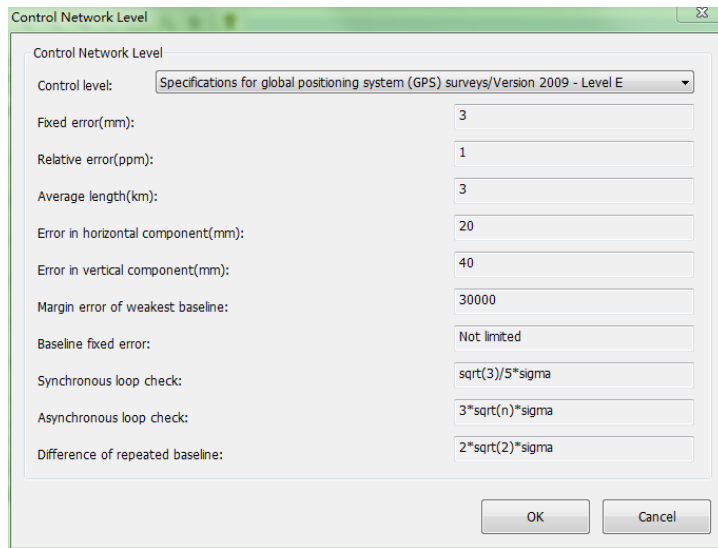 Control Network Level
Control Network Level
Control level: Specifications for global positioning system (GPS) surveys/Version 2009 - Level E
Fixed error(mm): 3
Relative error(ppm): 1
Average length(km): 3
Error in horizontal component(mm): 20
Error in vertical component(mm): 40
Margin error of weakest baseline: 30000
Baseline fixed error: Not limited
Synchronous loop check: sqrt(3)/5*sigma
Asynchronous loop check: 3*sqrt(n)*sigma
Difference of repeated baseline: 2*sqrt(2)*sigma
OK Cancel